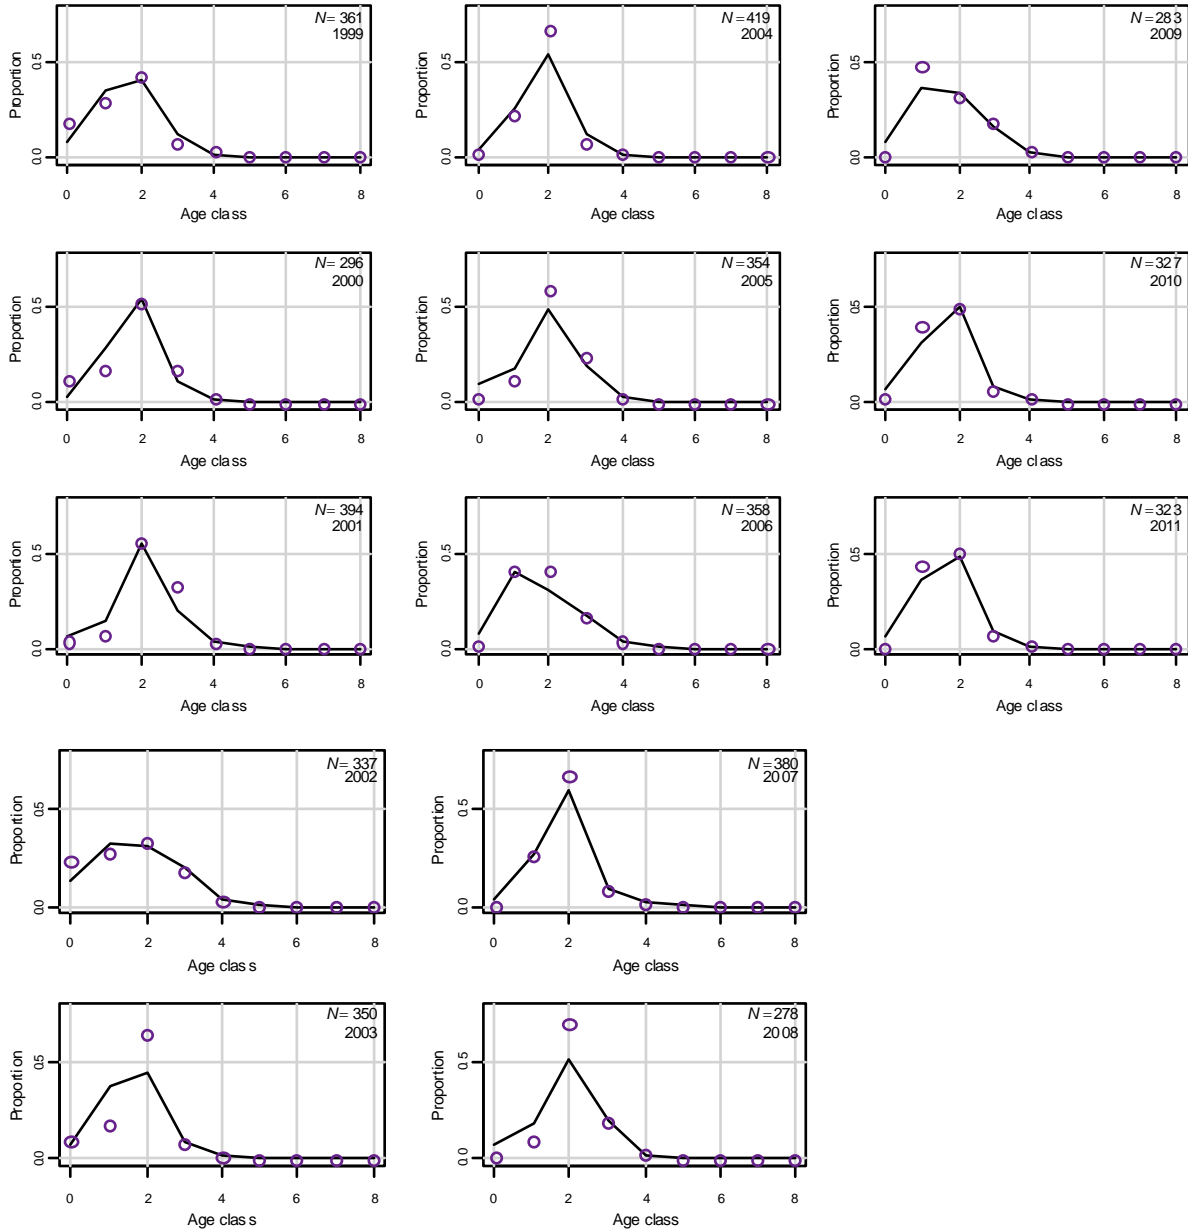 N= 361
1999
Proportion
0.5
0.0
0 2 4 6 8
Age class
N=419
2004
Proportion
0.5
0.0
0 2 4 6 8
Age class
N=283
2009
Proportion
0.5
0.0
0 2 4 6 8
Age class
N= 296
2000
Proportion
0.5
0.0
0 2 4 6 8
Age class
N=354
2005
Proportion
0.5
0.0
0 2 4 6 8
Age class
N=327
2010
Proportion
0.5
0.0
0 2 4 6 8
Age class
N= 394
2001
Proportion
0.5
0.0
0 2 4 6 8
Age class
N=358
2006
Proportion
0.5
0.0
0 2 4 6 8
Age class
N=323
2011
Proportion
0.5
0.0
0 2 4 6 8
Age class
N= 337
2002
Proportion
0.5
0.0
0 2 4 6 8
Age class
N=380
2007
Proportion
0.5
0.0
0 2 4 6 8
Age class
N= 350
2003
Proportion
0.5
0.0
0 2 4 6 8
Age class
N=278
2008
Proportion
0.5
0.0
0 2 4 6 8
Age class